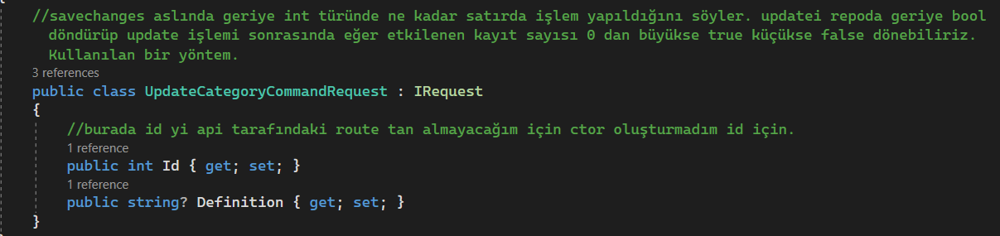 //savechanges aslında geriye int türünde ne kadar satırda işlem yapıldığını söyler. updatei repoda geriye bool
döndürüp update işlemi sonrasında eğer etkilenen kayıt sayısı 0 dan büyükse true küçükse false dönebiliriz.
Kullanılan bir yöntem.
3 references
public class UpdateCategoryCommandRequest : IRequest
{
//burada id yi api tarafındaki route tan almayacağım için ctor oluşturmadım id için.
1 reference
public int Id { get; set; }
1 reference
public string? Definition { get; set; }
}